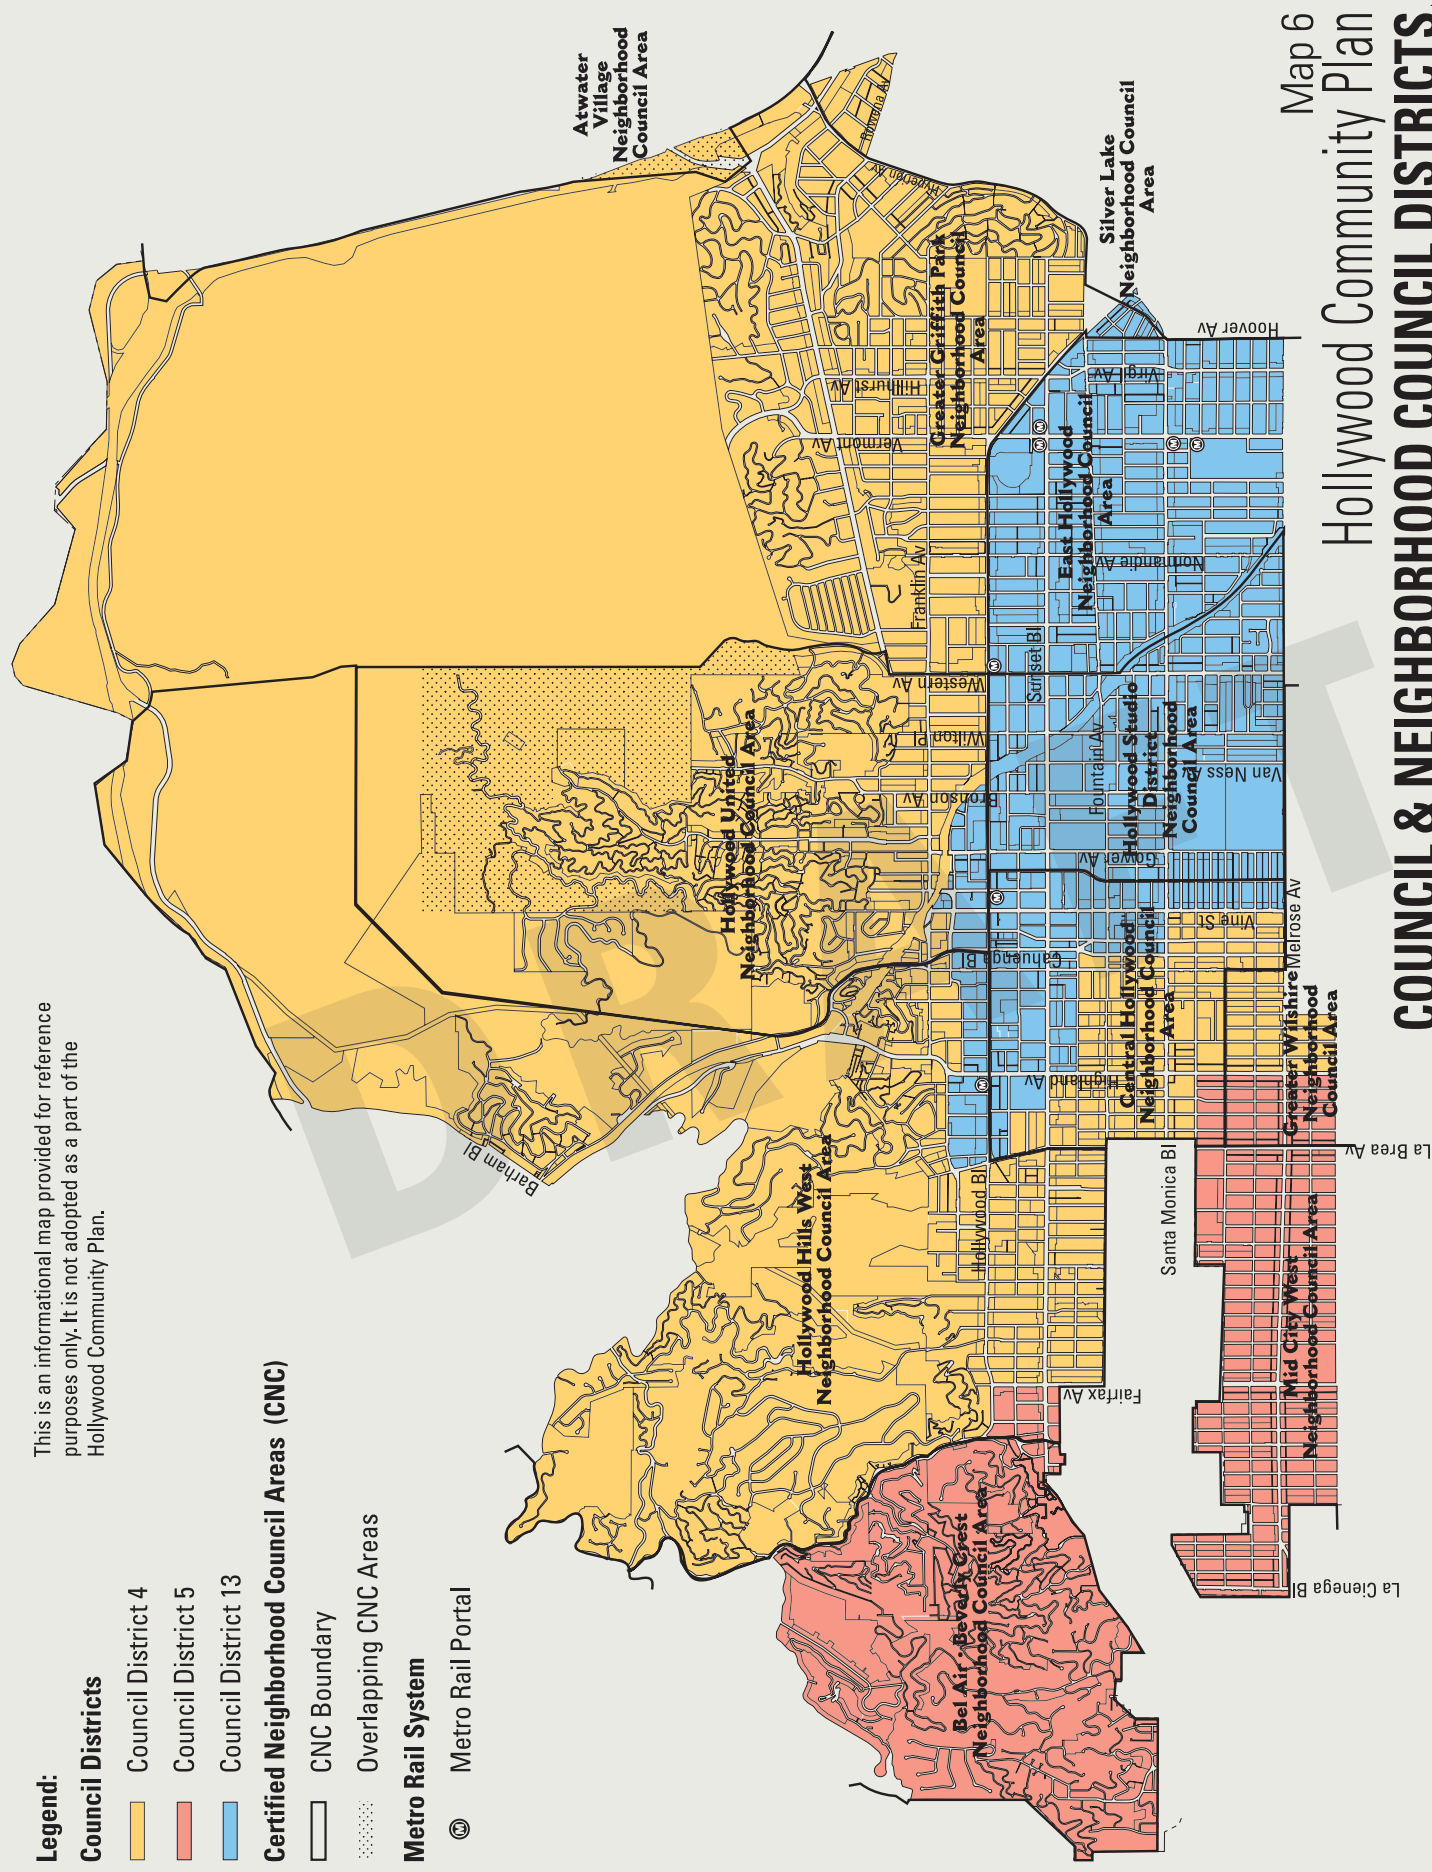 This is an informational map provided for reference
purposes only. It is not adopted as a part of the
Hollywood Community Plan.
Legend:
Council Districts
Council District 4
Council District 5
Council District 13
Certified Neighborhood Council Areas (CNC)
CNC Boundary
Overlapping CNC Areas
Metro Rail System
M
Metro Rail Portal
Map 6
Hollywood Community Plan
COUNCIL & NEIGHBORHOOD COUNCIL DISTRICTS
DRAFT
Atwater
Village
Neighborhood
Council Area
Silver Lake
Neighborhood Council
Area
Greater Griffith Park
Neighborhood Council
Area
East Hollywood
Neighborhood Council
Area
Hollywood United
Neighborhood Council Area
Hollywood Studio
District
Neighborhood
Council Area
Central Hollywood
Neighborhood Council
Area
Greater Wilshire
Neighborhood
Council Area
Hollywood Hills West
Neighborhood Council Area
Mid City West
Neighborhood Council Area
Bel Air - Beverly Crest
Neighborhood Council Area
Rowena Av
Hyperion Av
Hillhurst Av
Vermont Av
Hoover Av
Virgil Av
Normandie Av
Franklin Av
Western Av
Sunset Bl
Wilton Pl
Bronson Av
Fountain Av
Van Ness Av
Gower Av
Vine St
Melrose Av
Cahuenga Bl
Highland Av
Barham Bl
Hollywood Bl
Santa Monica Bl
La Brea Av
Fairfax Av
La Cienega Bl
M
M
M
M
M
M
M